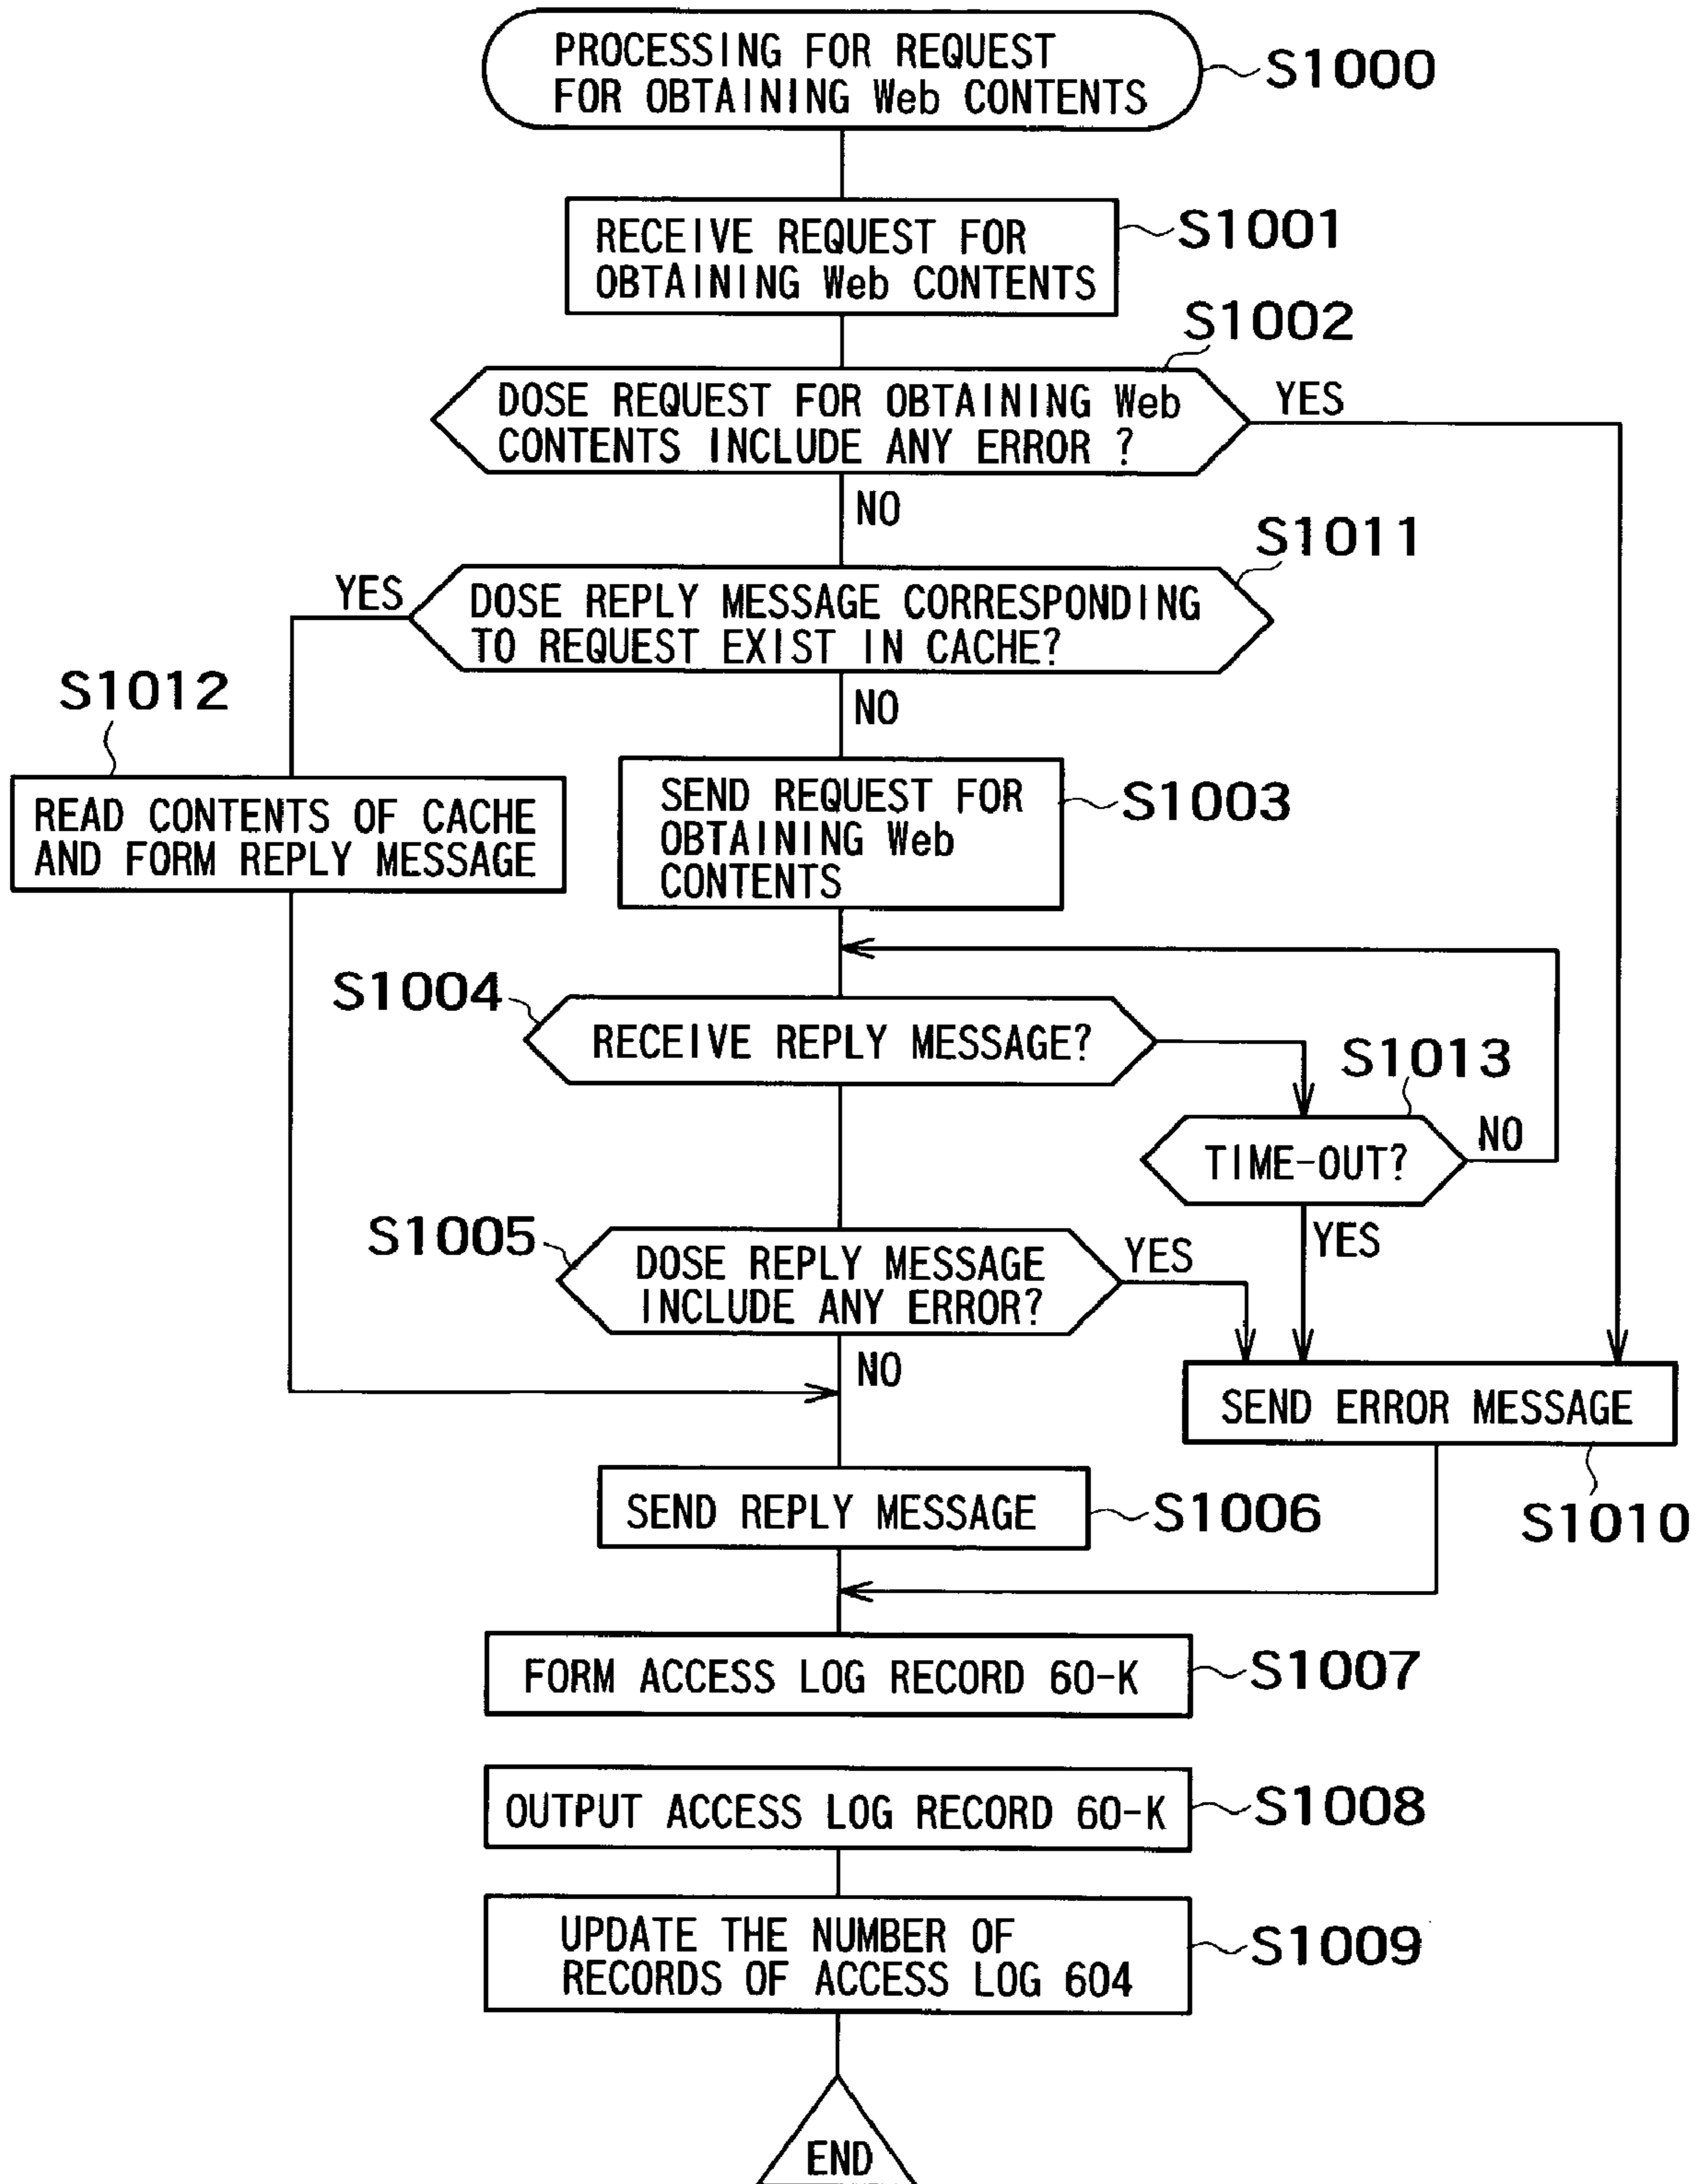 PROCESSING FOR REQUEST
FOR OBTAINING Web CONTENTS
S1000
RECEIVE REQUEST FOR
OBTAINING Web CONTENTS
S1001
S1002
DOSE REQUEST FOR OBTAINING Web
CONTENTS INCLUDE ANY ERROR ?
YES
NO
S1011
YES
DOSE REPLY MESSAGE CORRESPONDING
TO REQUEST EXIST IN CACHE?
NO
S1012
READ CONTENTS OF CACHE
AND FORM REPLY MESSAGE
SEND REQUEST FOR
OBTAINING Web
CONTENTS
S1003
S1004
RECEIVE REPLY MESSAGE?
S1013
TIME-OUT?
NO
YES
S1005
DOSE REPLY MESSAGE
INCLUDE ANY ERROR?
YES
NO
SEND ERROR MESSAGE
S1010
SEND REPLY MESSAGE
S1006
FORM ACCESS LOG RECORD 60-K
S1007
OUTPUT ACCESS LOG RECORD 60-K
S1008
UPDATE THE NUMBER OF
RECORDS OF ACCESS LOG 604
S1009
END